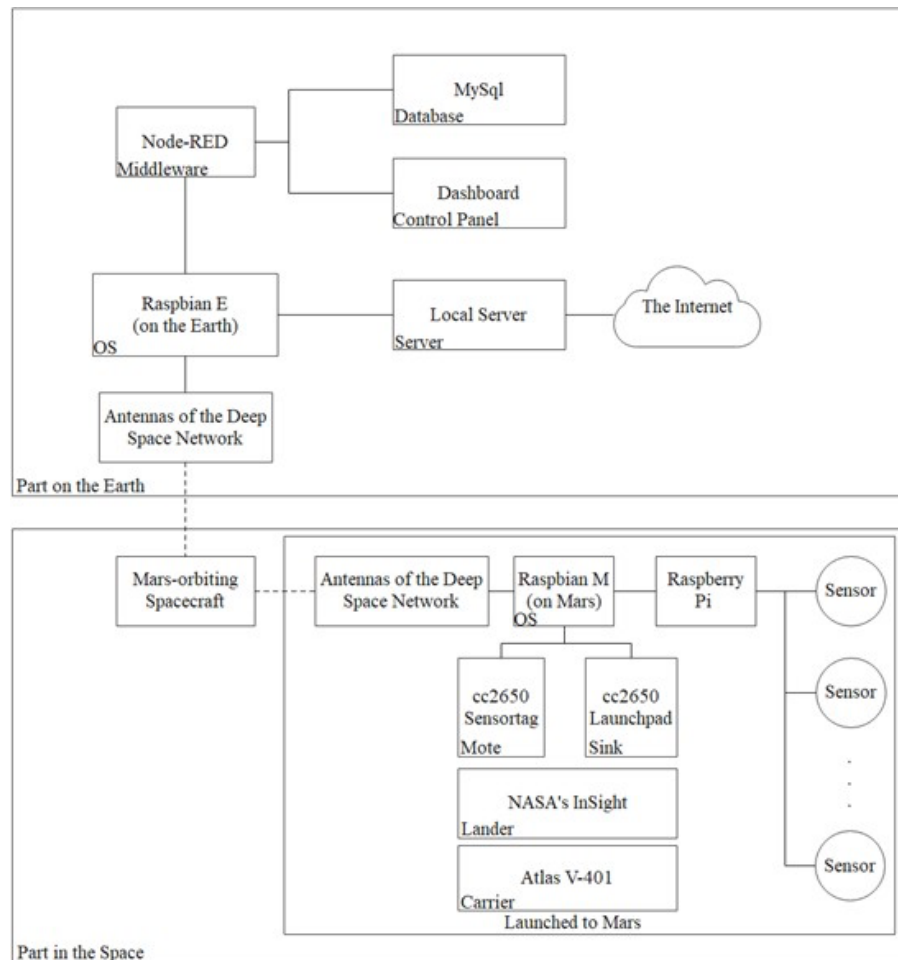 MySql
Database
Node-RED
Middleware
Dashboard
Control Panel
Raspbian E
(on the Earth)
OS
Local Server
Server
The Internet
Antennas of the Deep
Space Network
Part on the Earth
Mars-orbiting
Spacecraft
Antennas of the Deep
Space Network
Raspbian M
(on Mars)
OS
Raspberry
Pi
Sensor
cc2650
Sensortag
Mote
cc2650
Launchpad
Sink
Sensor
NASA's InSight
Lander
Atlas V-401
Carrier
Sensor
Launched to Mars
Part in the Space